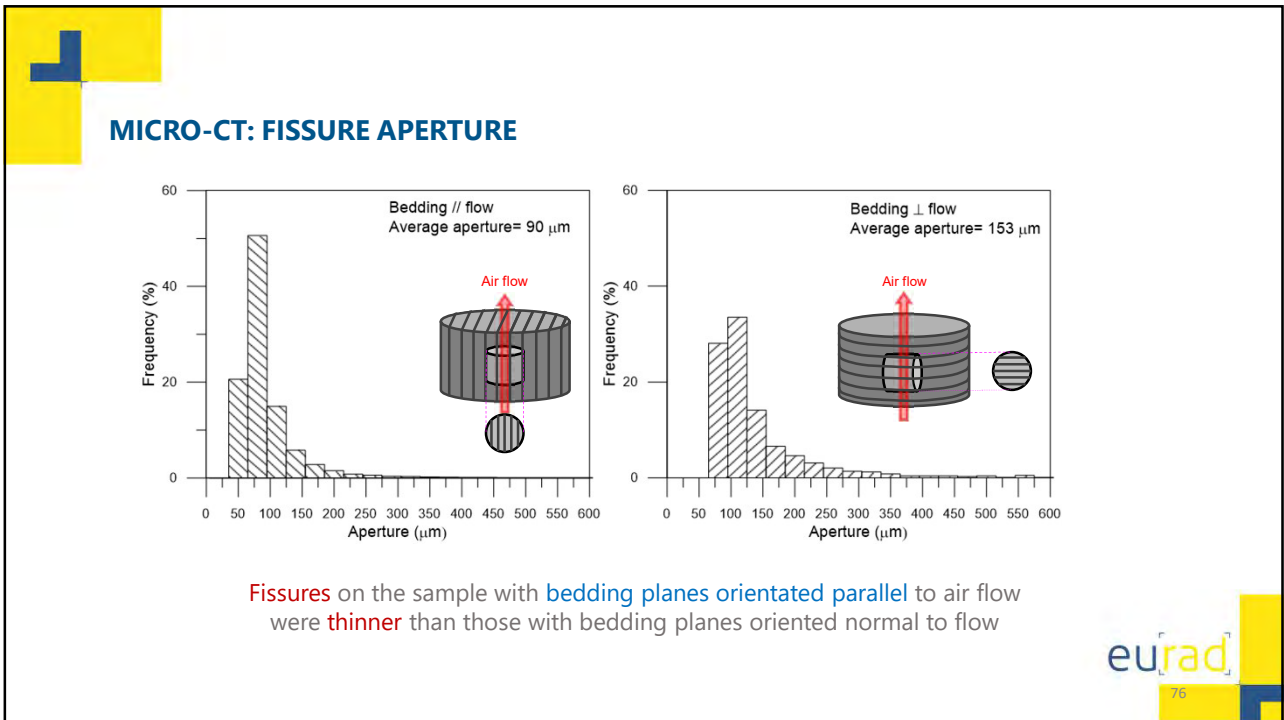 MICRO-CT: FISSURE APERTURE
60
40
20
0
Frequency (%)
Bedding // flow
Average aperture= 90 μm
Air flow
0 50 100 150 200 250 300 350 400 450 500 550 600
Aperture (μm)
60
40
20
0
Frequency (%)
Bedding ⊥ flow
Average aperture= 153 μm
Air flow
0 50 100 150 200 250 300 350 400 450 500 550 600
Aperture (μm)
Fissures on the sample with bedding planes orientated parallel to air flow
were thinner than those with bedding planes oriented normal to flow
eu[rad]
76